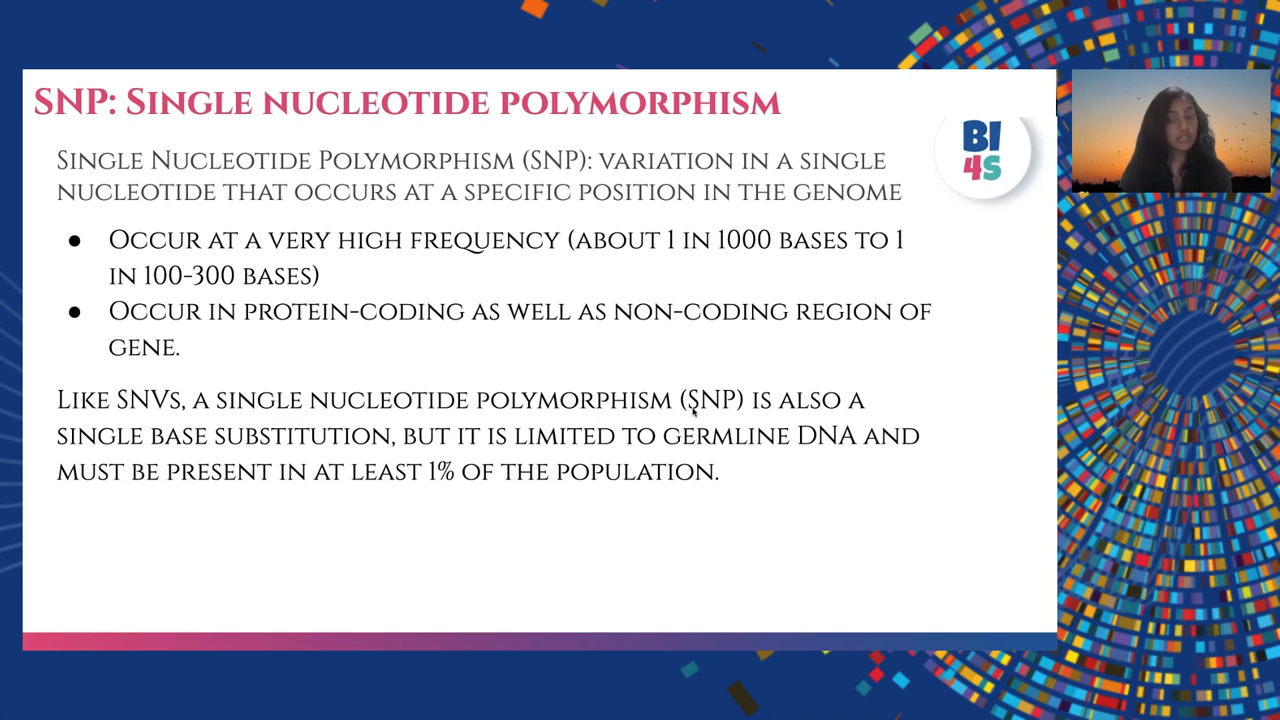 SNP: Single nucleotide polymorphism
Single Nucleotide Polymorphism (SNP): variation in a single
nucleotide that occurs at a specific position in the genome
● Occur at a very high frequency (about 1 in 1000 bases to 1
in 100-300 bases)
● Occur in protein-coding as well as non-coding region of
gene.
Like SNVs, a single nucleotide polymorphism (SNP) is also a
single base substitution, but it is limited to germline DNA and
must be present in at least 1% of the population.
BI
4S